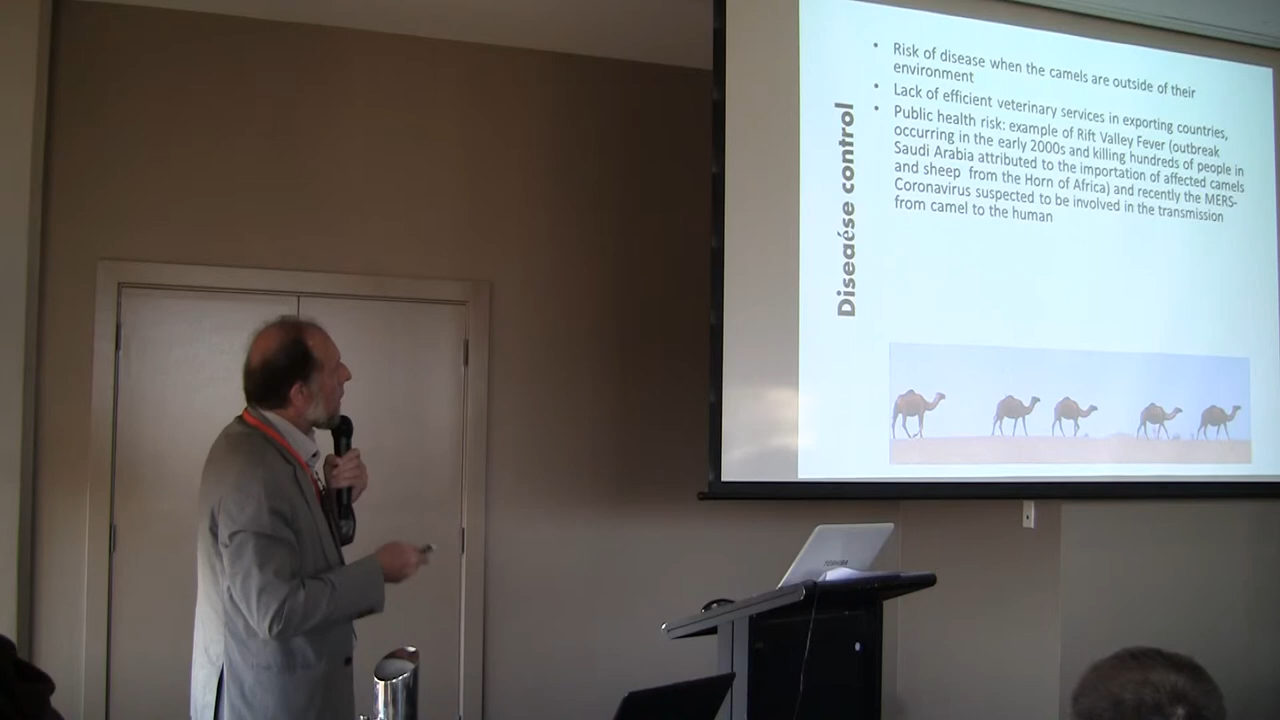 Diseaése control
• Risk of disease when the camels are outside of their
environment
• Lack of efficient veterinary services in exporting countries,
• Public health risk: example of Rift Valley Fever (outbreak
occurring in the early 2000s and killing hundreds of people in
Saudi Arabia attributed to the importation of affected camels
and sheep from the Horn of Africa) and recently the MERS-
Coronavirus suspected to be involved in the transmission
from camel to the human
TOSHIBA